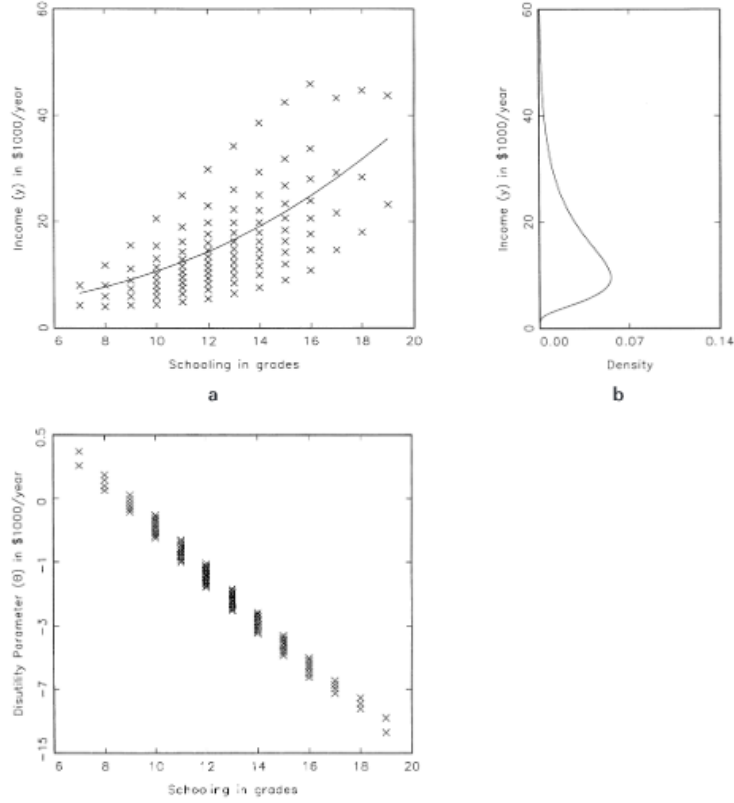 60
40
20
0
Income (y) in $1000/year
6 8 10 12 14 16 18 20
Schooling in grades
a
60
40
20
0
Income (y) in $1000/year
0.00 0.07 0.14
Density
b
0.5
0
-1
-3
-7
-15
Disutility Parameter (θ) in $1000/year
6 8 10 12 14 16 18 20
Schooling in grades